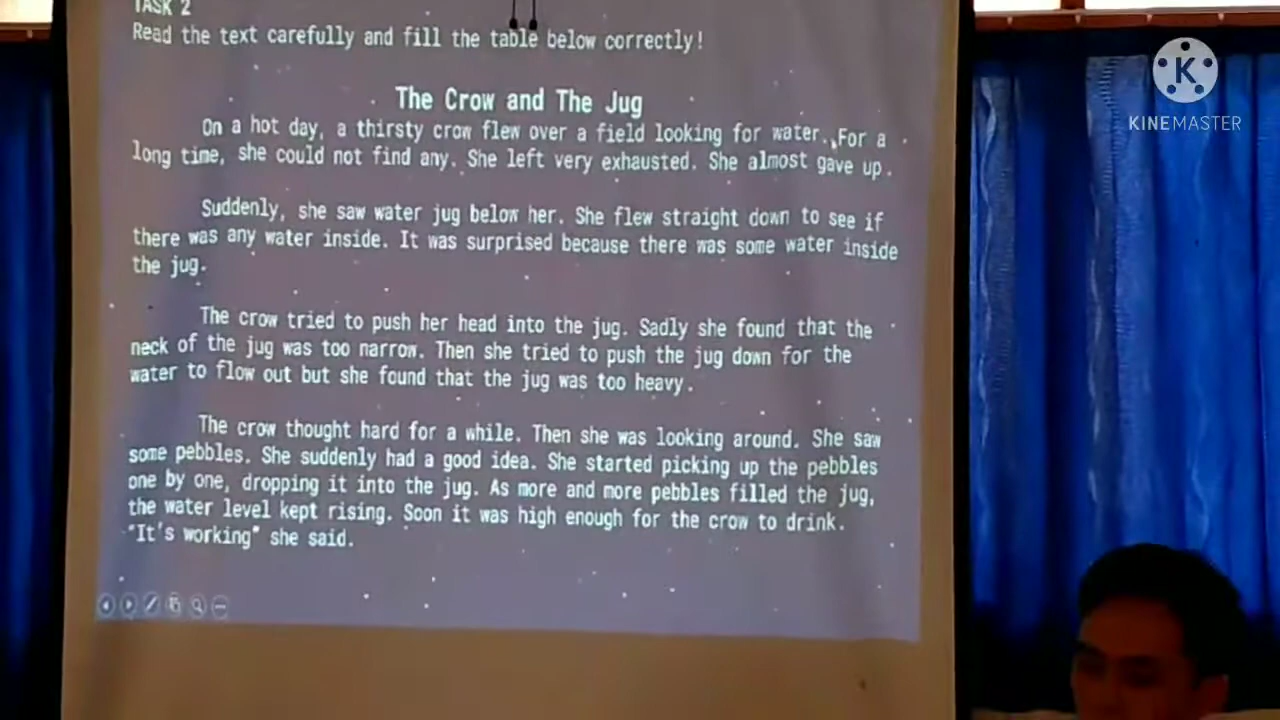 TASK 2
Read the text carefully and fill the table below correctly!
The Crow and The Jug
On a hot day, a thirsty crow flew over a field looking for water. For a
long time, she could not find any. She left very exhausted. She almost gave up.
Suddenly, she saw water jug below her. She flew straight down to see if
there was any water inside. It was surprised because there was some water inside
the jug.
The crow tried to push her head into the jug. Sadly she found that the
neck of the jug was too narrow. Then she tried to push the jug down for the
water to flow out but she found that the jug was too heavy.
The crow thought hard for a while. Then she was looking around. She saw
some pebbles. She suddenly had a good idea. She started picking up the pebbles
one by one, dropping it into the jug. As more and more pebbles filled the jug,
the water level kept rising. Soon it was high enough for the crow to drink.
"It's working" she said.
K
KINEMASTER